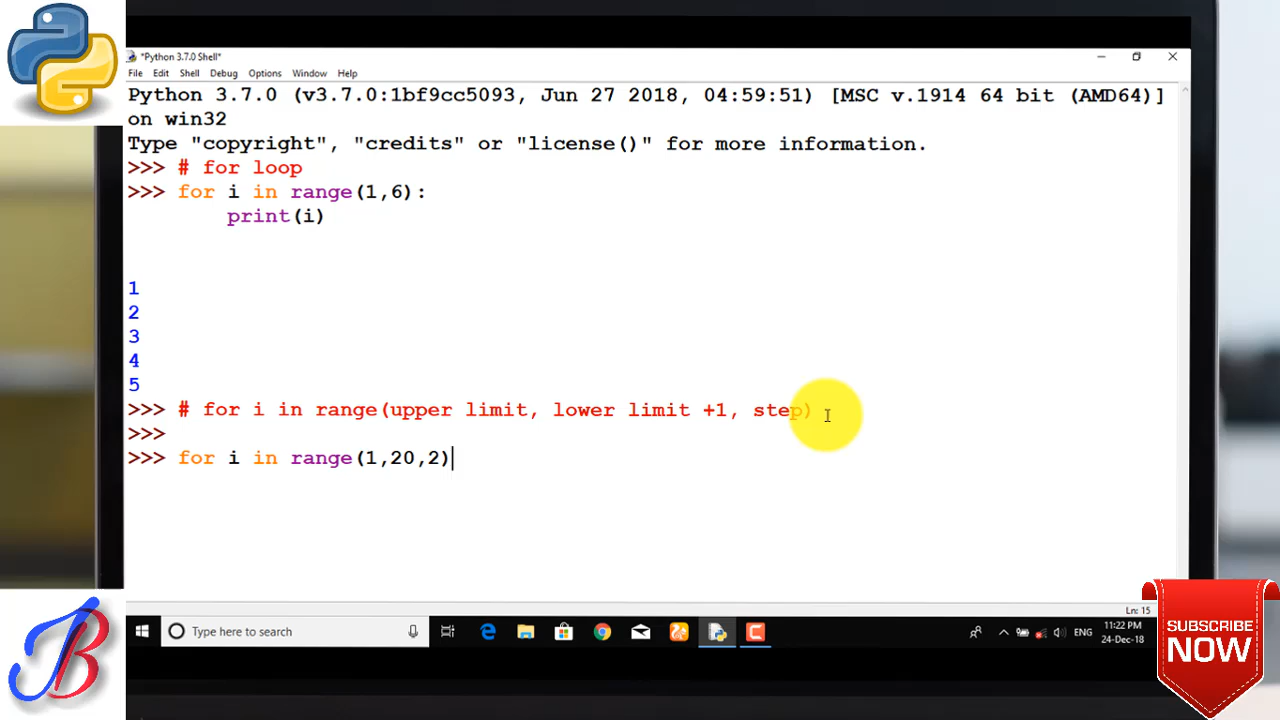 *Python 3.7.0 Shell*
File Edit Shell Debug Options Window Help
Python 3.7.0 (v3.7.0:1bf9cc5093, Jun 27 2018, 04:59:51) [MSC v.1914 64 bit (AMD64)]
on win32
Type "copyright", "credits" or "license()" for more information.
>>> # for loop
>>> for i in range(1,6):
print(i)
1
2
3
4
5
>>> # for i in range(upper limit, lower limit +1, step)
>>>
>>> for i in range(1,20,2)
Ln: 15
Type here to search
ENG
11:22 PM
24-Dec-18
JB
SUBSCRIBE
NOW